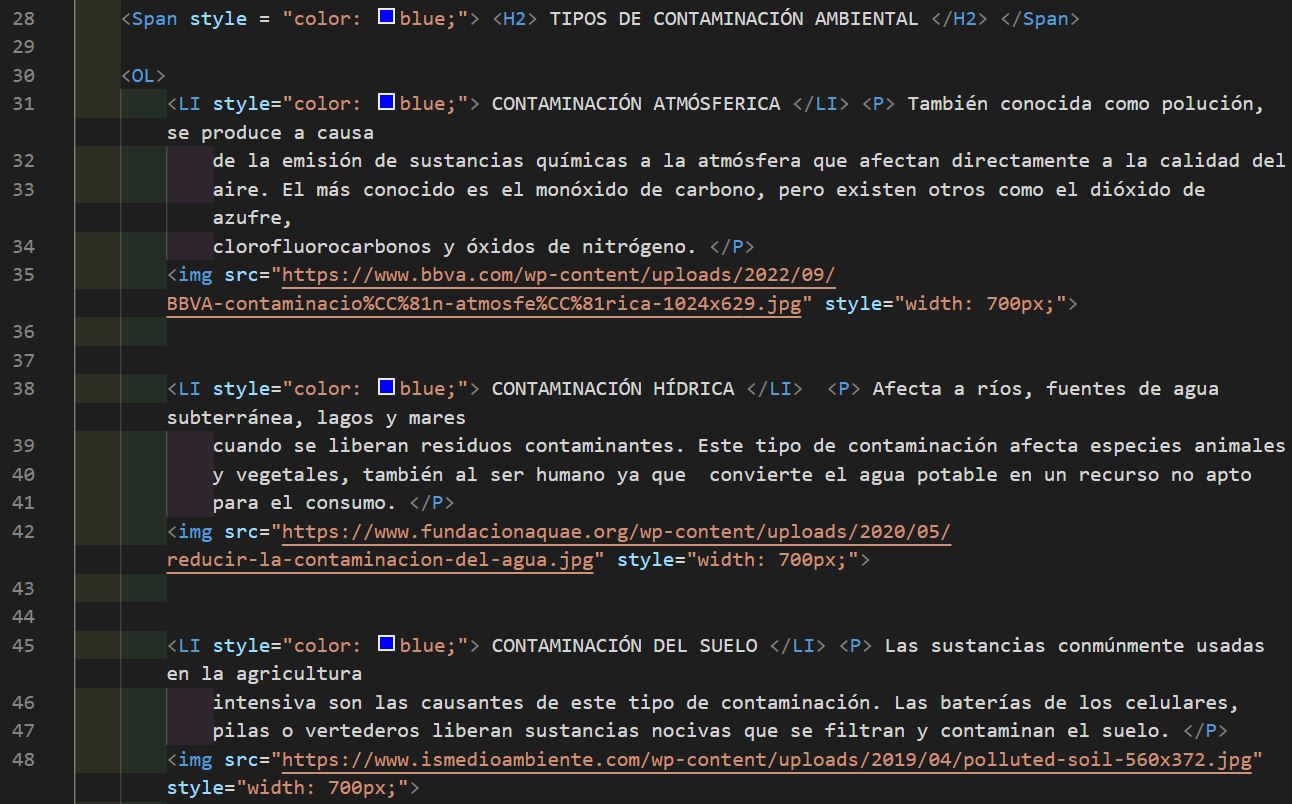 28 <Span style = "color: blue;"> <H2> TIPOS DE CONTAMINACIÓN AMBIENTAL </H2> </Span>
29
30 <OL>
31 <LI style="color: blue;"> CONTAMINACIÓN ATMÓSFERICA </LI> <P> También conocida como polución,
se produce a causa
32 de la emisión de sustancias químicas a la atmósfera que afectan directamente a la calidad del
33 aire. El más conocido es el monóxido de carbono, pero existen otros como el dióxido de
azufre,
34 clorofluorocarbonos y óxidos de nitrógeno. </P>
35 <img src="https://www.bbva.com/wp-content/uploads/2022/09/
BBVA-contaminacio%CC%81n-atmosfe%CC%81rica-1024x629.jpg" style="width: 700px;">
36
37
38 <LI style="color: blue;"> CONTAMINACIÓN HÍDRICA </LI>  <P> Afecta a ríos, fuentes de agua
subterránea, lagos y mares
39 cuando se liberan residuos contaminantes. Este tipo de contaminación afecta especies animales
40 y vegetales, también al ser humano ya que  convierte el agua potable en un recurso no apto
41 para el consumo. </P>
42 <img src="https://www.fundacionaquae.org/wp-content/uploads/2020/05/
reducir-la-contaminacion-del-agua.jpg" style="width: 700px;">
43
44
45 <LI style="color: blue;"> CONTAMINACIÓN DEL SUELO </LI> <P> Las sustancias conmúnmente usadas
en la agricultura
46 intensiva son las causantes de este tipo de contaminación. Las baterías de los celulares,
47 pilas o vertederos liberan sustancias nocivas que se filtran y contaminan el suelo. </P>
48 <img src="https://www.ismedioambiente.com/wp-content/uploads/2019/04/polluted-soil-560x372.jpg"
style="width: 700px;">